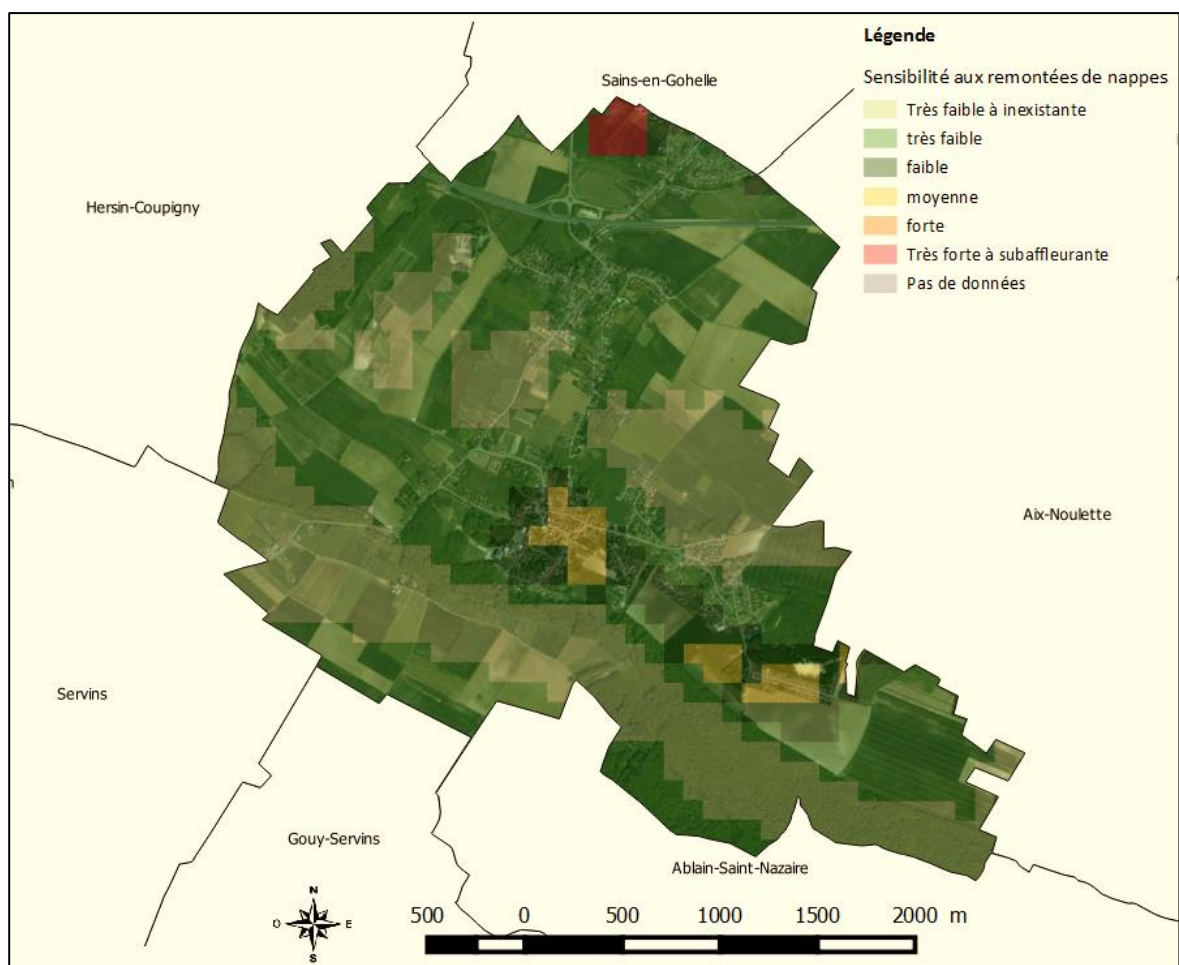 Légende
Sensibilité aux remontées de nappes
Très faible à inexistante
très faible
faible
moyenne
forte
Très forte à subaffleurante
Pas de données
Sains-en-Gohelle
Hersin-Coupigny
Aix-Noulette
Servins
Gouy-Servins
Ablain-Saint-Nazaire
N
O E
S
500 0 500 1000 1500 2000 m